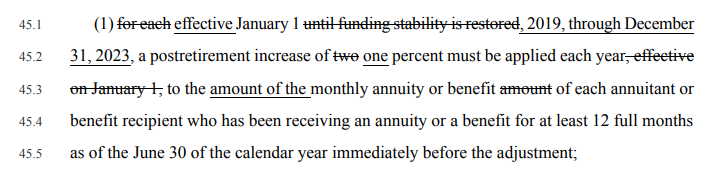 45.1 (1) for each effective January 1 until funding stability is restored, 2019, through December
45.2 31, 2023, a postretirement increase of two one percent must be applied each year, effective
45.3 on January 1, to the amount of the monthly annuity or benefit amount of each annuitant or
45.4 benefit recipient who has been receiving an annuity or a benefit for at least 12 full months
45.5 as of the June 30 of the calendar year immediately before the adjustment;